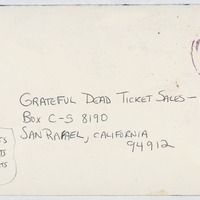 GRATEFUL DEAD TICKET SALES—
BOX C-S 8190
SAN RAFAEL, CALIFORNIA
94912